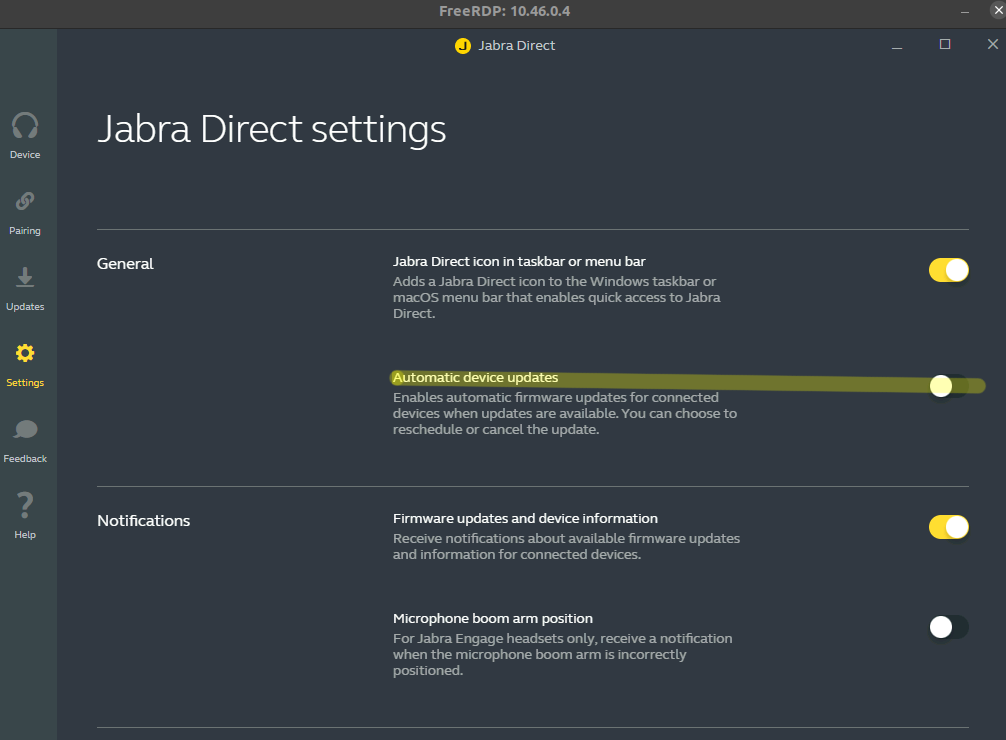 FreeRDP: 10.46.0.4
Jabra Direct
Jabra Direct settings
Device
Pairing
Updates
Settings
Feedback
Help
General
Jabra Direct icon in taskbar or menu bar
Adds a Jabra Direct icon to the Windows taskbar or
macOS menu bar that enables quick access to Jabra
Direct.
Automatic device updates
Enables automatic firmware updates for connected
devices when updates are available. You can choose to
reschedule or cancel the update.
Notifications
Firmware updates and device information
Receive notifications about available firmware updates
and information for connected devices.
Microphone boom arm position
For Jabra Engage headsets only, receive a notification
when the microphone boom arm is incorrectly
positioned.